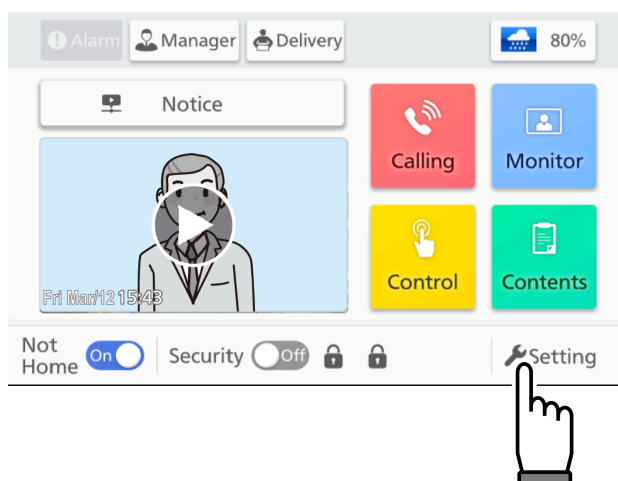 Alarm Manager Delivery 80%
Notice
Calling Monitor
Control Contents
Fri Mar/12 15:43
Not Home On Security Off Setting